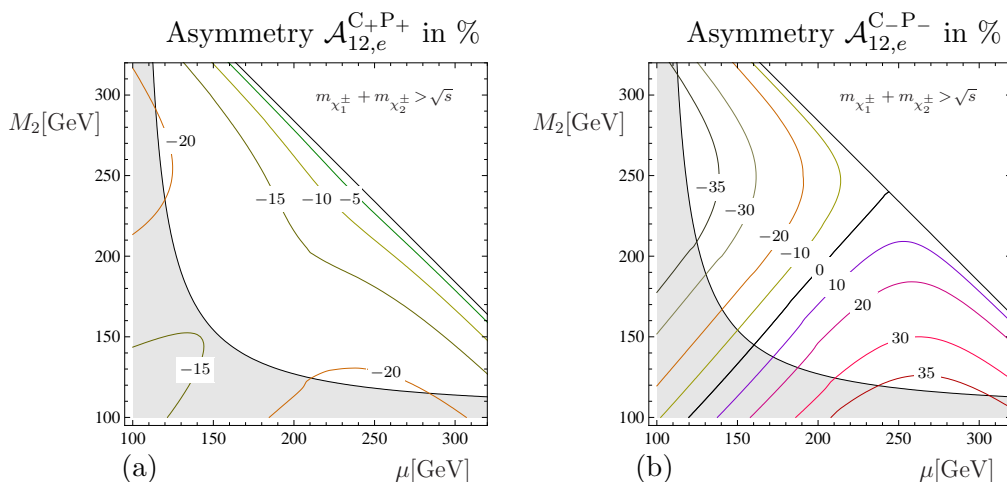 Asymmetry 𝒜₁₂,ₑ^{C₊P₊} in %
M₂[GeV]
m_{χ₁^±} + m_{χ₂^±} > √s
300
250
200
150
100
−20
−15
−10
−5
−15
−20
100 150 200 250 300
(a)
μ[GeV]
Asymmetry 𝒜₁₂,ₑ^{C₋P₋} in %
M₂[GeV]
m_{χ₁^±} + m_{χ₂^±} > √s
300
250
200
150
100
−35
−30
−20
−10
0
10
20
30
35
100 150 200 250 300
(b)
μ[GeV]